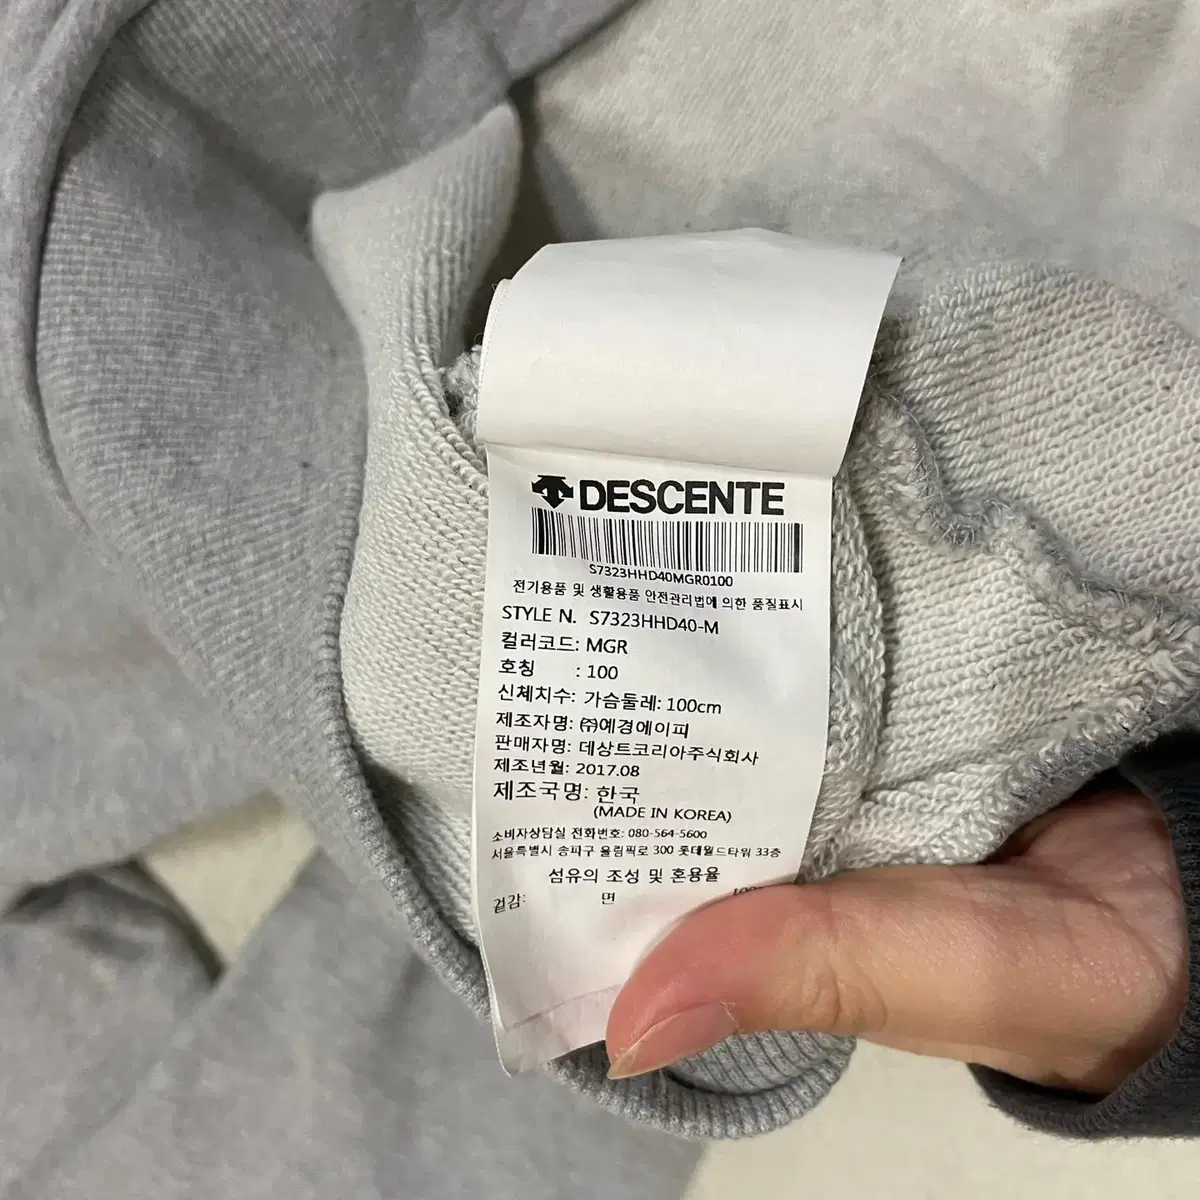 DESCENTE
S7323HHD40MGR0100
전기용품 및 생활용품 안전관리법에 의한 품질표시
STYLE N. S7323HHD40-M
컬러코드: MGR
호칭 : 100
신체치수: 가슴둘레: 100cm
제조자명: ㈜예경에이피
판매자명: 데상트코리아주식회사
제조년월: 2017.08
제조국명: 한국
(MADE IN KOREA)
소비자상담실 전화번호: 080-564-5600
서울특별시 송파구 올림픽로 300 롯데월드타워 33층
섬유의 조성 및 혼용율
겉감: 면